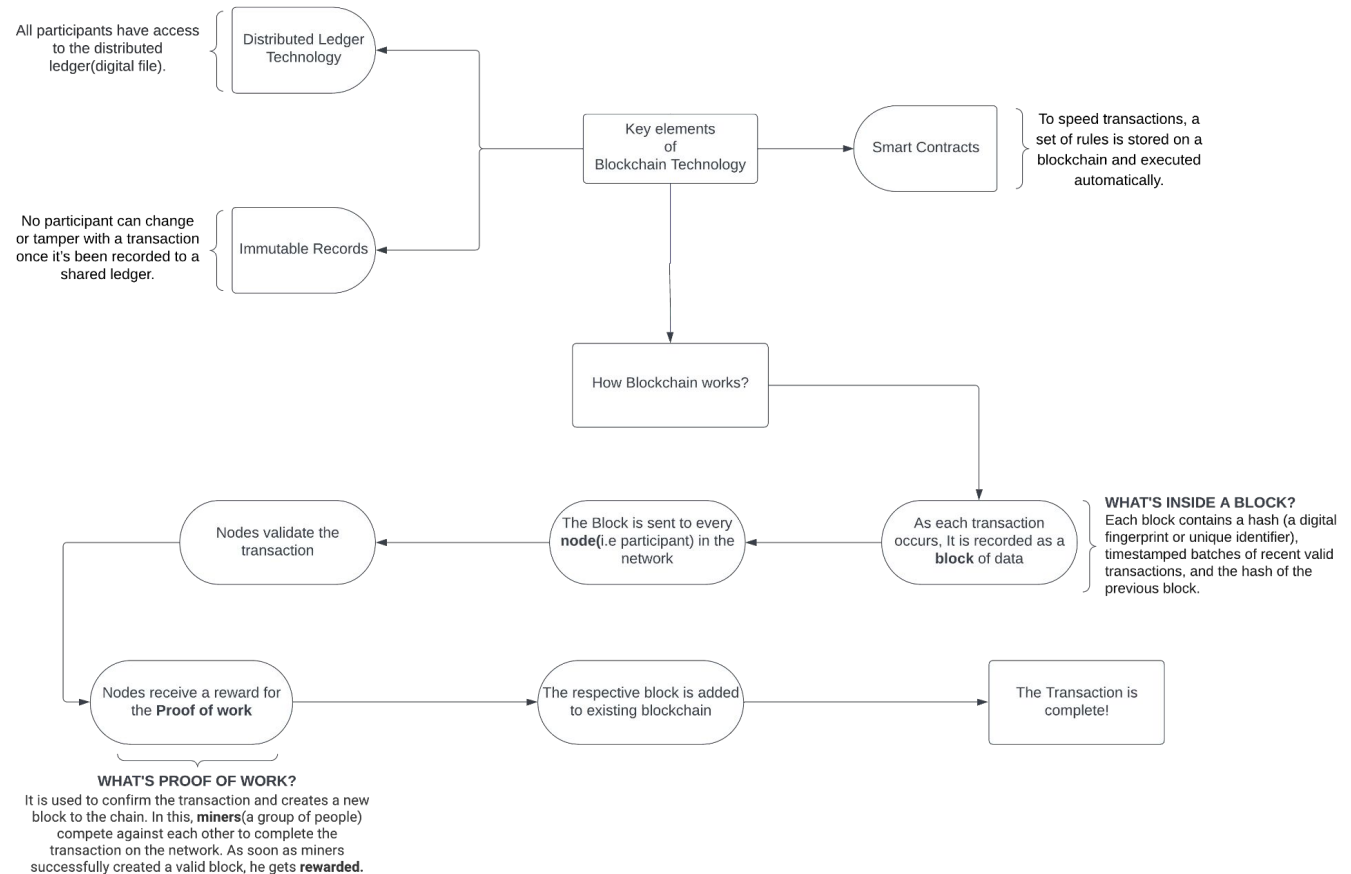 All participants have access
to the distributed
ledger(digital file).
Distributed Ledger
Technology
Key elements
of
Blockchain Technology
Smart Contracts
To speed transactions, a
set of rules is stored on a
blockchain and executed
automatically.
No participant can change
or tamper with a transaction
once it's been recorded to a
shared ledger.
Immutable Records
How Blockchain works?
As each transaction
occurs, It is recorded as a
block of data
WHAT'S INSIDE A BLOCK?
Each block contains a hash (a digital
fingerprint or unique identifier),
timestamped batches of recent valid
transactions, and the hash of the
previous block.
The Block is sent to every
node(i.e participant) in the
network
Nodes validate the
transaction
Nodes receive a reward for
the Proof of work
WHAT'S PROOF OF WORK?
It is used to confirm the transaction and creates a new
block to the chain. In this, miners(a group of people)
compete against each other to complete the
transaction on the network. As soon as miners
successfully created a valid block, he gets rewarded.
The respective block is added
to existing blockchain
The Transaction is
complete!